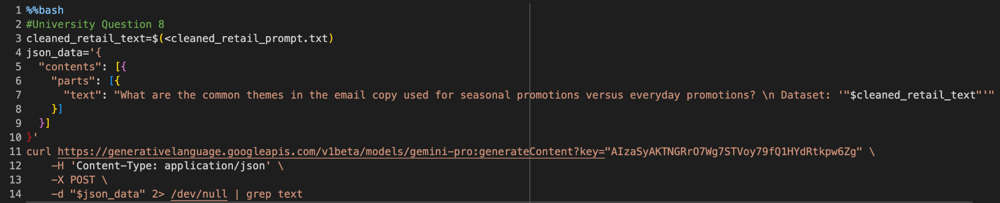 1 %%bash
2 #University Question 8
3 cleaned_retail_text=$(<cleaned_retail_prompt.txt)
4 json_data='{
5   "contents": [{
6     "parts": [{
7       "text": "What are the common themes in the email copy used for seasonal promotions versus everyday promotions? \n Dataset: '"$cleaned_retail_text"'"
8     }]
9   }]
10 }'
11 curl https://generativelanguage.googleapis.com/v1beta/models/gemini-pro:generateContent?key="AIzaSyAKTNGRrO7Wg7STVoy79fQ1HYdRtkpw6Zg" \
12     -H 'Content-Type: application/json' \
13     -X POST \
14     -d "$json_data" 2> /dev/null | grep text